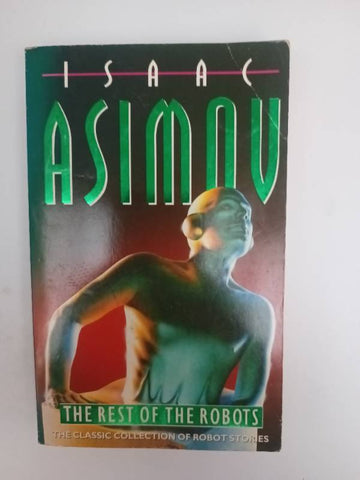 ISAAC
ASIMOV
THE REST OF THE ROBOTS
THE CLASSIC COLLECTION OF ROBOT STORIES